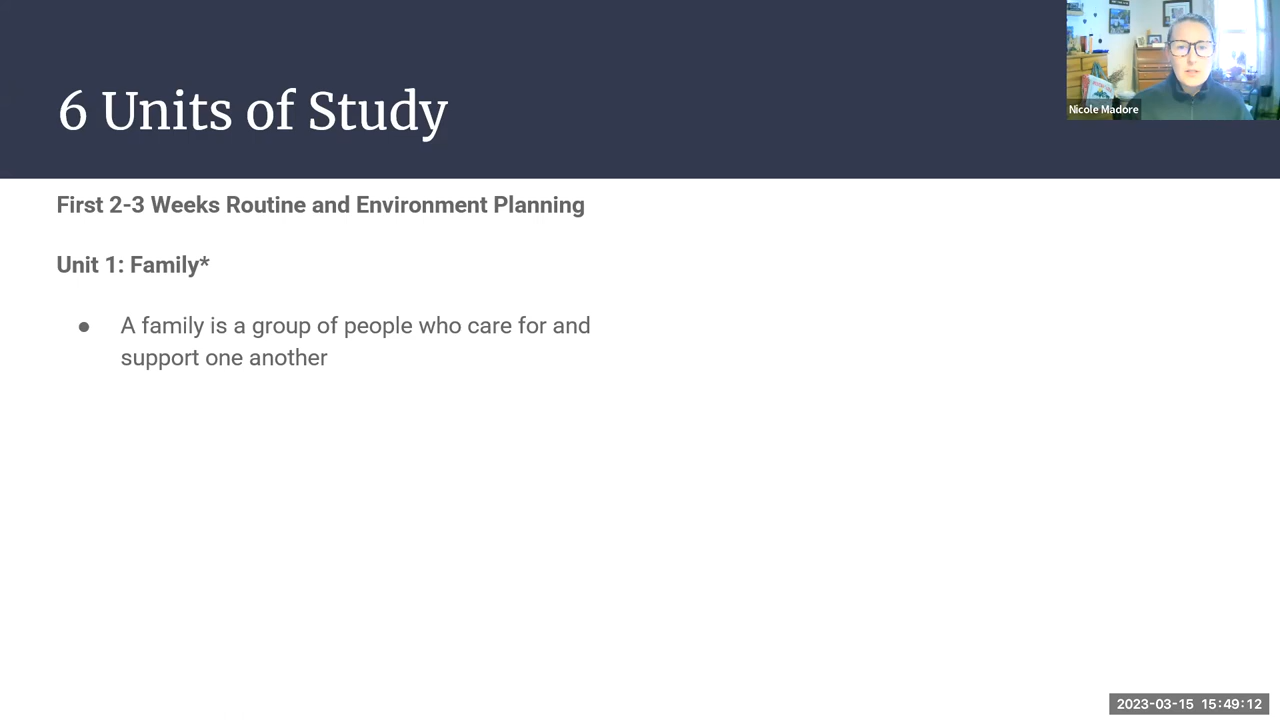 6 Units of Study
Nicole Madore
First 2-3 Weeks Routine and Environment Planning
Unit 1: Family*
● A family is a group of people who care for and
support one another
2023-03-15 15:49:12